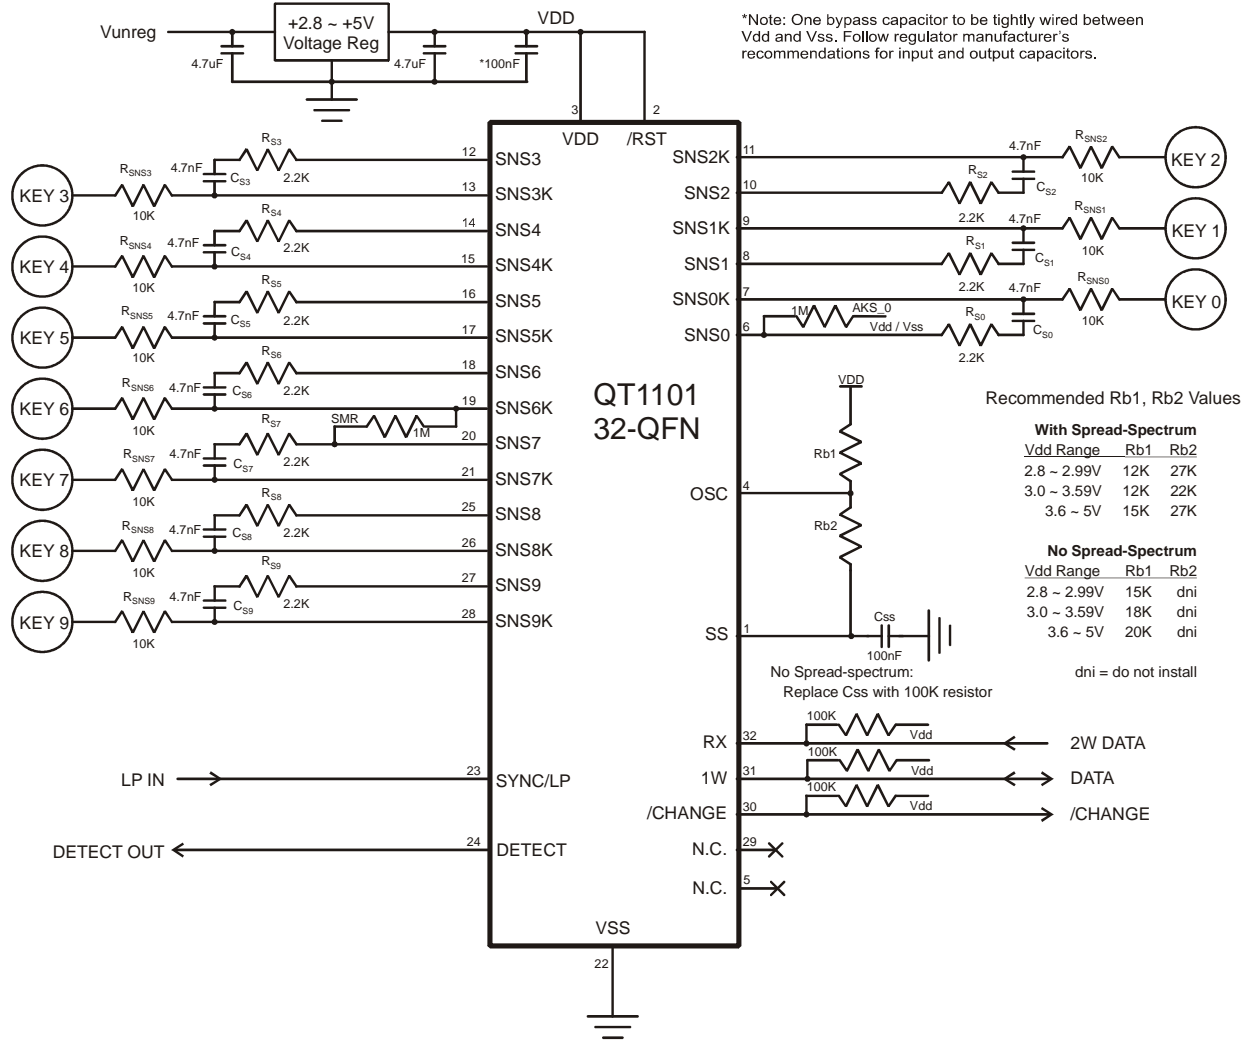 *Note: One bypass capacitor to be tightly wired between
Vdd and Vss. Follow regulator manufacturer's
recommendations for input and output capacitors.
Vunreg
+2.8 ~ +5V
Voltage Reg
VDD
4.7uF
4.7uF
*100nF
3
2
VDD
/RST
QT1101
32-QFN
KEY 3
RSNS3
10K
4.7nF
CS3
RS3
2.2K
12
SNS3
13
SNS3K
KEY 4
RSNS4
10K
4.7nF
CS4
RS4
2.2K
14
SNS4
15
SNS4K
KEY 5
RSNS5
10K
4.7nF
CS5
RS5
2.2K
16
SNS5
17
SNS5K
KEY 6
RSNS6
10K
4.7nF
CS6
RS6
2.2K
18
SNS6
19
SNS6K
SMR
1M
KEY 7
RSNS7
10K
4.7nF
CS7
RS7
2.2K
20
SNS7
21
SNS7K
KEY 8
RSNS8
10K
4.7nF
CS8
RS8
2.2K
25
SNS8
26
SNS8K
KEY 9
RSNS9
10K
4.7nF
CS9
RS9
2.2K
27
SNS9
28
SNS9K
LP IN
23
SYNC/LP
DETECT OUT
24
DETECT
VSS
22
SNS2K
11
4.7nF
RSNS2
10K
KEY 2
SNS2
10
RS2
2.2K
CS2
SNS1K
9
4.7nF
RSNS1
10K
KEY 1
SNS1
8
RS1
2.2K
CS1
SNS0K
7
4.7nF
RSNS0
10K
KEY 0
SNS0
6
1M
AKS_0
Vdd / Vss
RS0
2.2K
CS0
VDD
Rb1
OSC
4
Rb2
SS
1
Css
100nF
No Spread-spectrum:
Replace Css with 100K resistor
Recommended Rb1, Rb2 Values
With Spread-Spectrum
Vdd Range Rb1 Rb2
2.8 ~ 2.99V 12K 27K
3.0 ~ 3.59V 12K 22K
3.6 ~ 5V 15K 27K
No Spread-Spectrum
Vdd Range Rb1 Rb2
2.8 ~ 2.99V 15K dni
3.0 ~ 3.59V 18K dni
3.6 ~ 5V 20K dni
dni = do not install
RX
32
100K
Vdd
2W DATA
1W
31
100K
Vdd
DATA
/CHANGE
30
100K
Vdd
/CHANGE
N.C.
29
N.C.
5